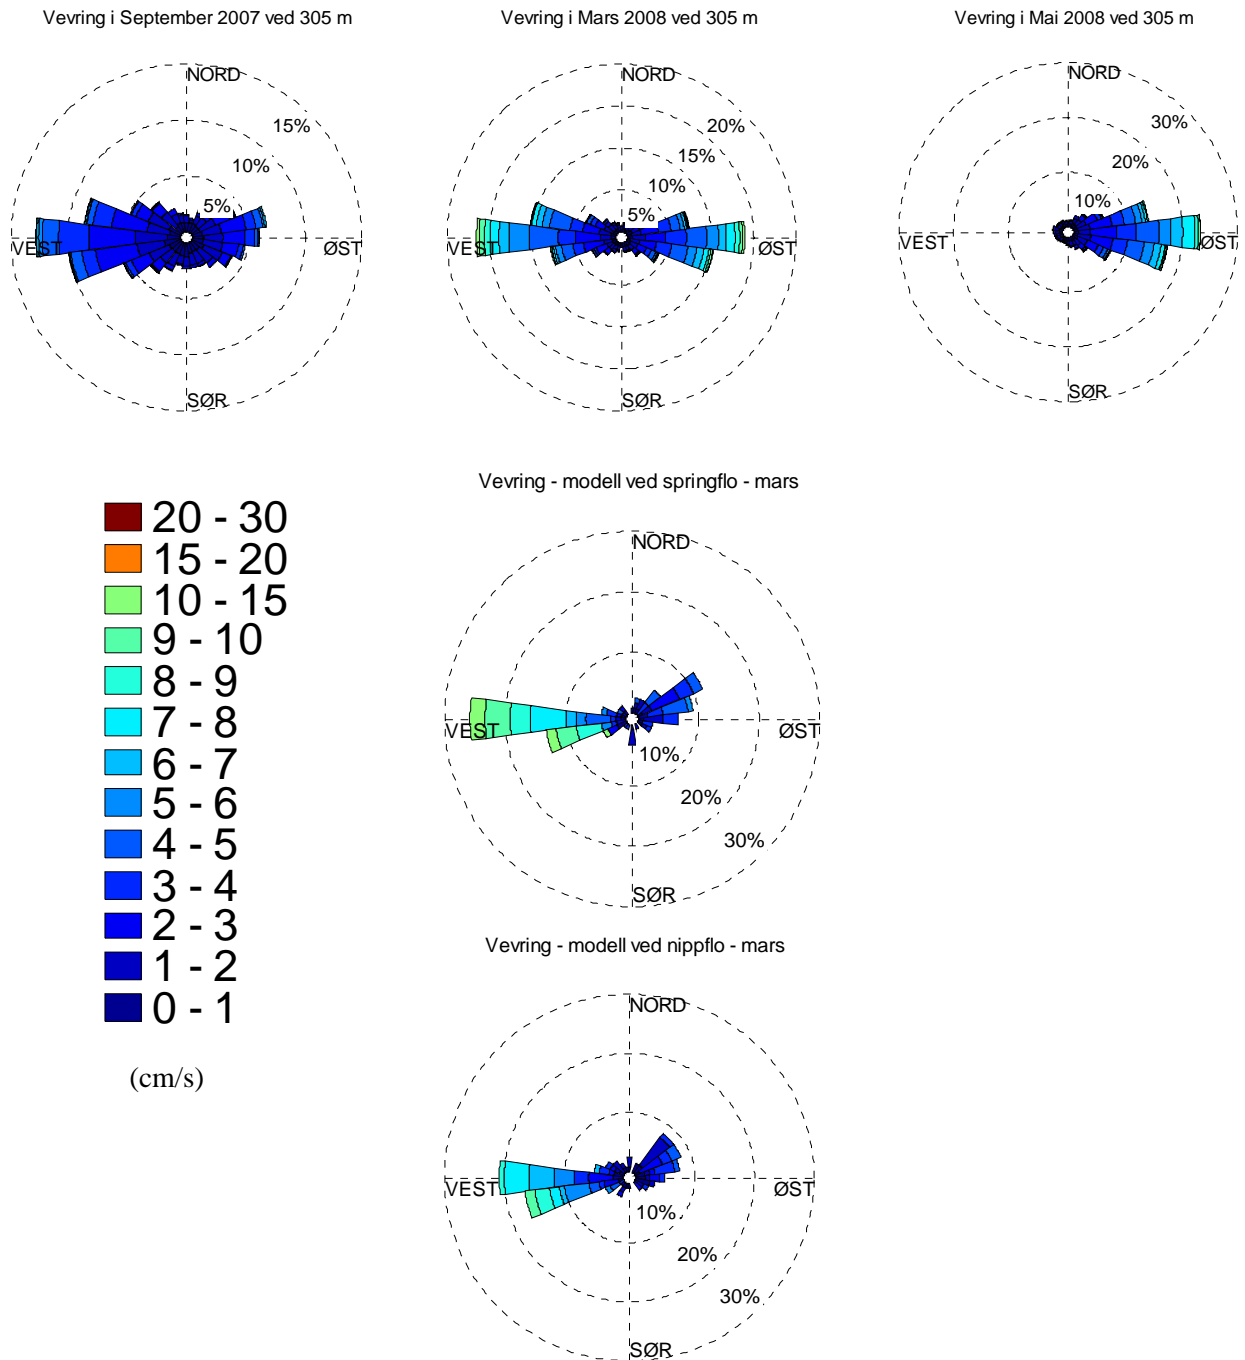 Vevring i September 2007 ved 305 m
NORD
15%
10%
5%
VEST
ØST
SØR
Vevring i Mars 2008 ved 305 m
NORD
20%
15%
10%
5%
VEST
ØST
SØR
Vevring i Mai 2008 ved 305 m
NORD
30%
20%
10%
VEST
ØST
SØR
20 - 30
15 - 20
10 - 15
9 - 10
8 - 9
7 - 8
6 - 7
5 - 6
4 - 5
3 - 4
2 - 3
1 - 2
0 - 1
(cm/s)
Vevring - modell ved springflo - mars
NORD
VEST
ØST
10%
20%
30%
SØR
Vevring - modell ved nippflo - mars
NORD
VEST
ØST
10%
20%
30%
SØR